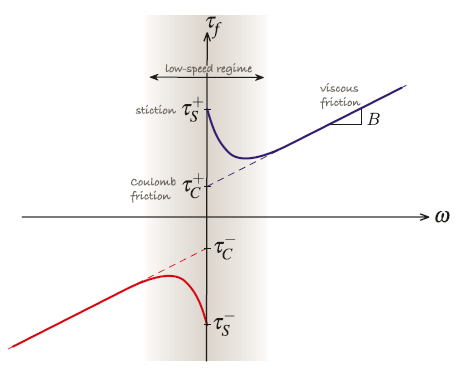 τf
low-speed regime
viscous
friction
stiction τS+
B
Coulomb τC+
friction
ω
τC−
τS−